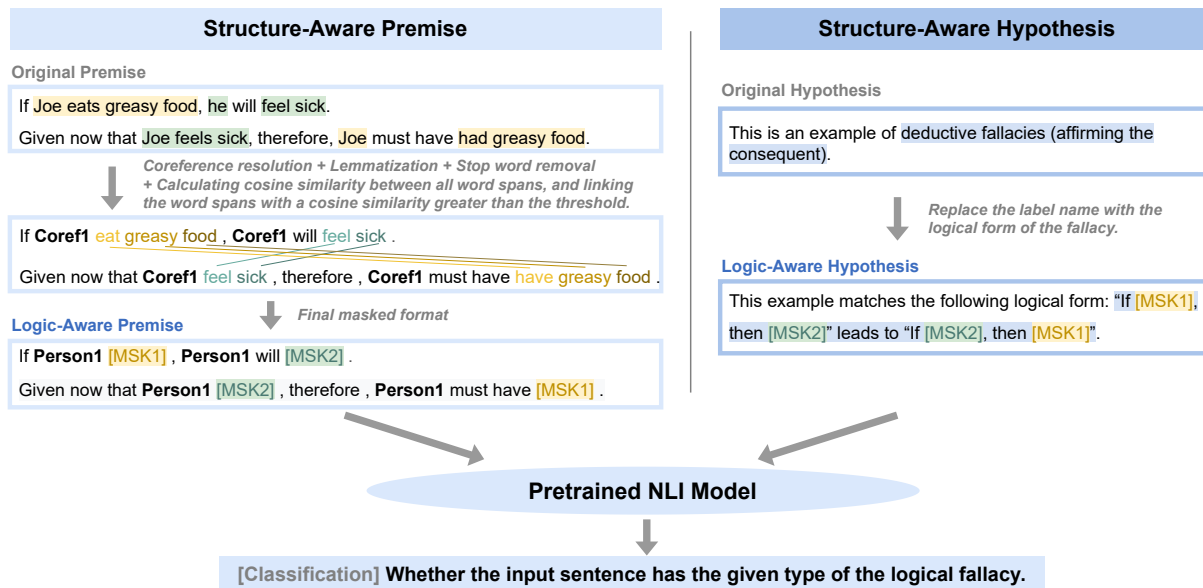 Structure-Aware Premise
Original Premise
If Joe eats greasy food, he will feel sick.
Given now that Joe feels sick, therefore, Joe must have had greasy food.
Coreference resolution + Lemmatization + Stop word removal
+ Calculating cosine similarity between all word spans, and linking
the word spans with a cosine similarity greater than the threshold.
If Coref1 eat greasy food , Coref1 will feel sick .
Given now that Coref1 feel sick , therefore , Coref1 must have have greasy food .
Final masked format
Logic-Aware Premise
If Person1 [MSK1] , Person1 will [MSK2] .
Given now that Person1 [MSK2] , therefore , Person1 must have [MSK1] .
Structure-Aware Hypothesis
Original Hypothesis
This is an example of deductive fallacies (affirming the
consequent).
Replace the label name with the
logical form of the fallacy.
Logic-Aware Hypothesis
This example matches the following logical form: “If [MSK1],
then [MSK2]” leads to “If [MSK2], then [MSK1]”.
Pretrained NLI Model
[Classification] Whether the input sentence has the given type of the logical fallacy.